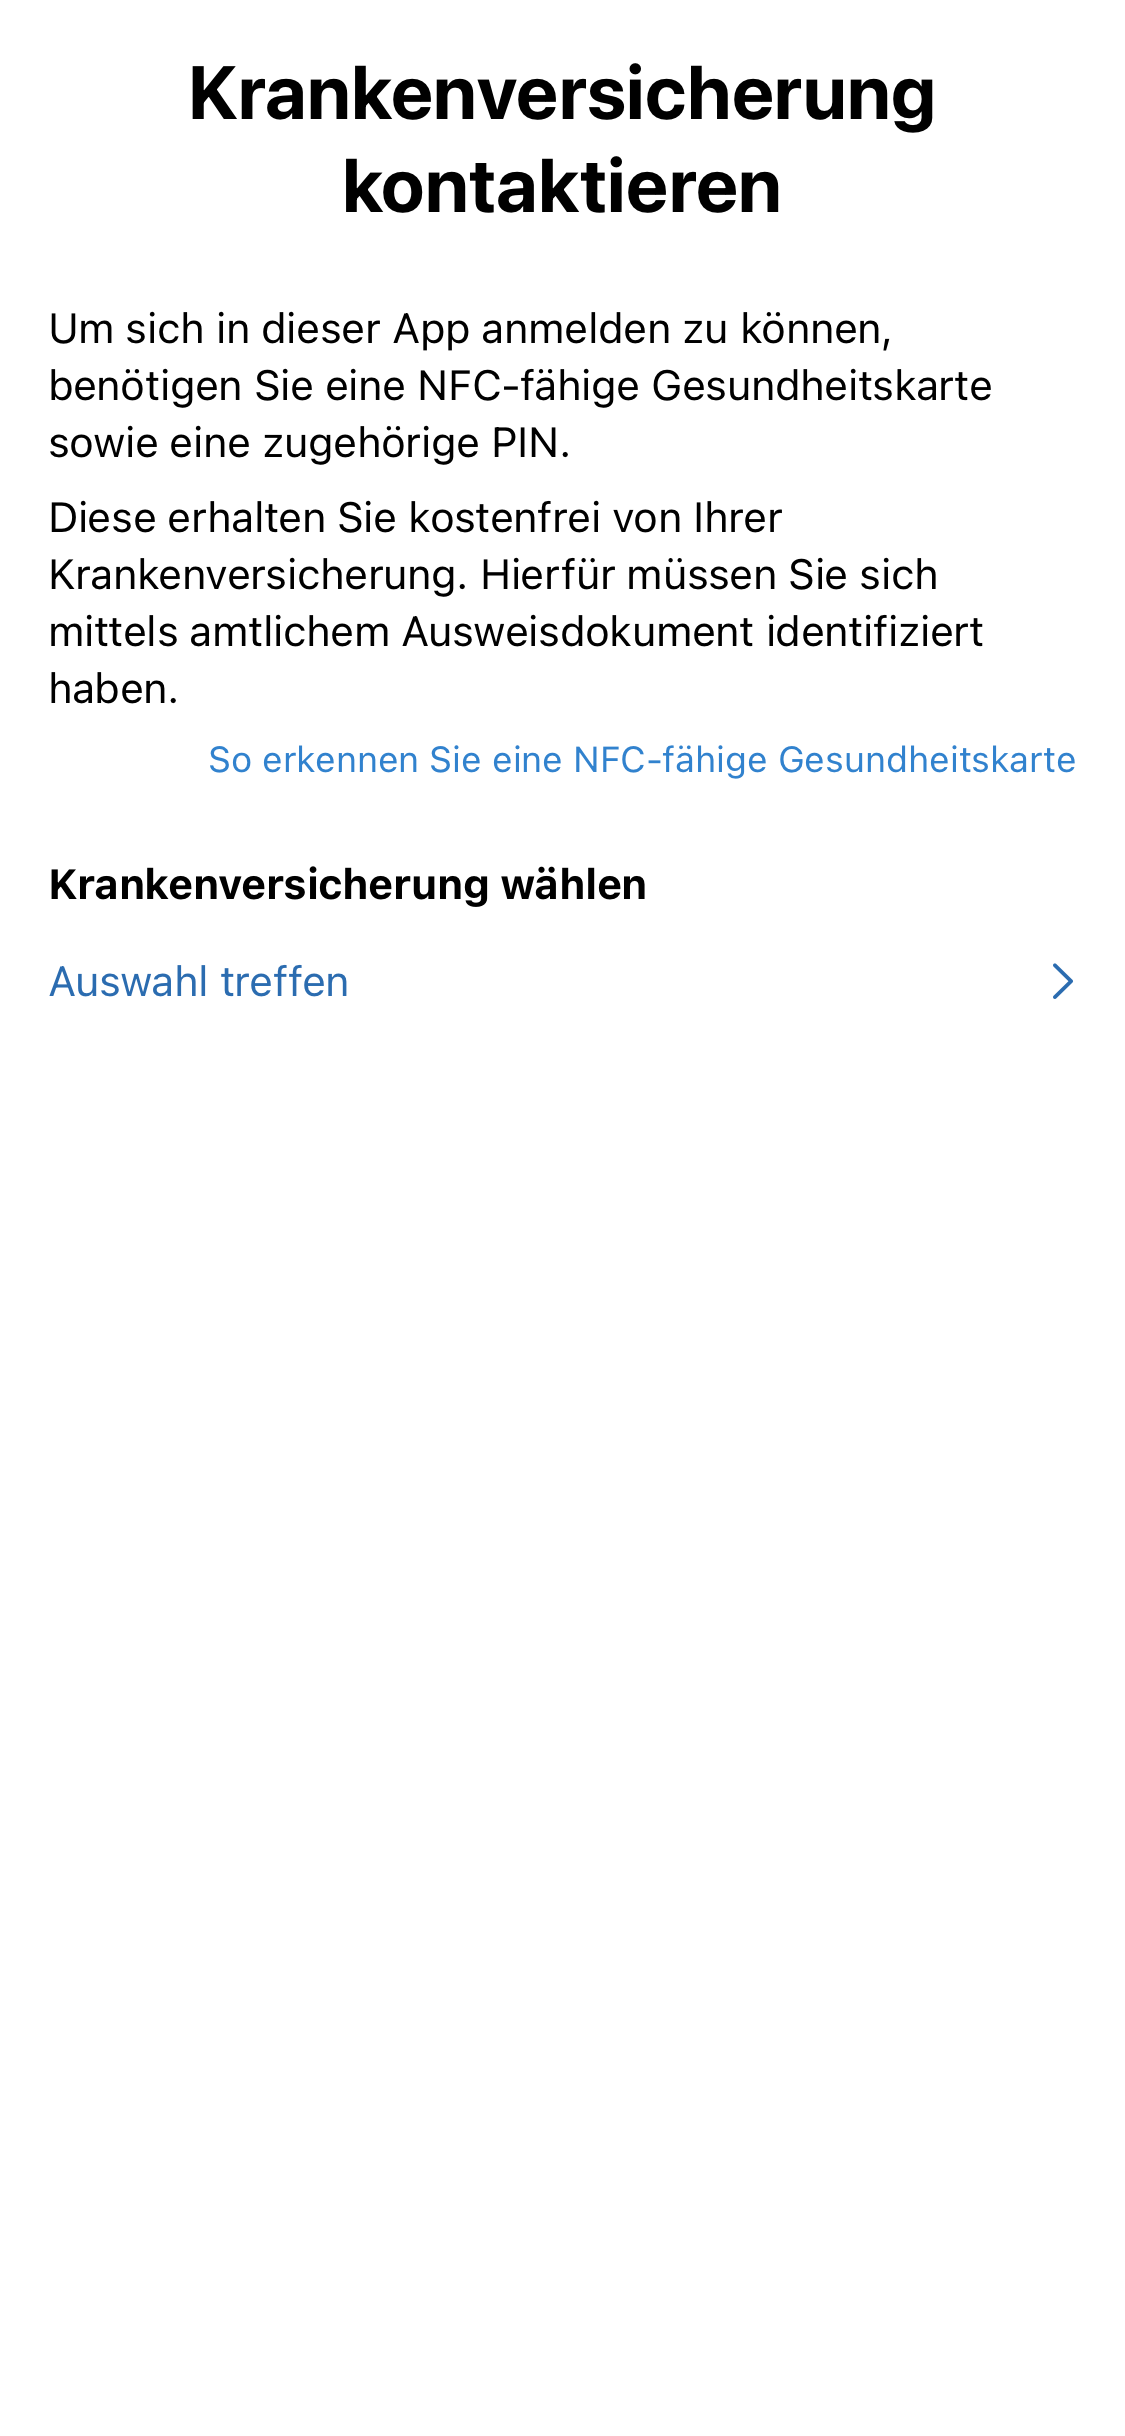 Krankenversicherung
kontaktieren
Um sich in dieser App anmelden zu können,
benötigen Sie eine NFC-fähige Gesundheitskarte
sowie eine zugehörige PIN.
Diese erhalten Sie kostenfrei von Ihrer
Krankenversicherung. Hierfür müssen Sie sich
mittels amtlichem Ausweisdokument identifiziert
haben.
So erkennen Sie eine NFC-fähige Gesundheitskarte
Krankenversicherung wählen
Auswahl treffen